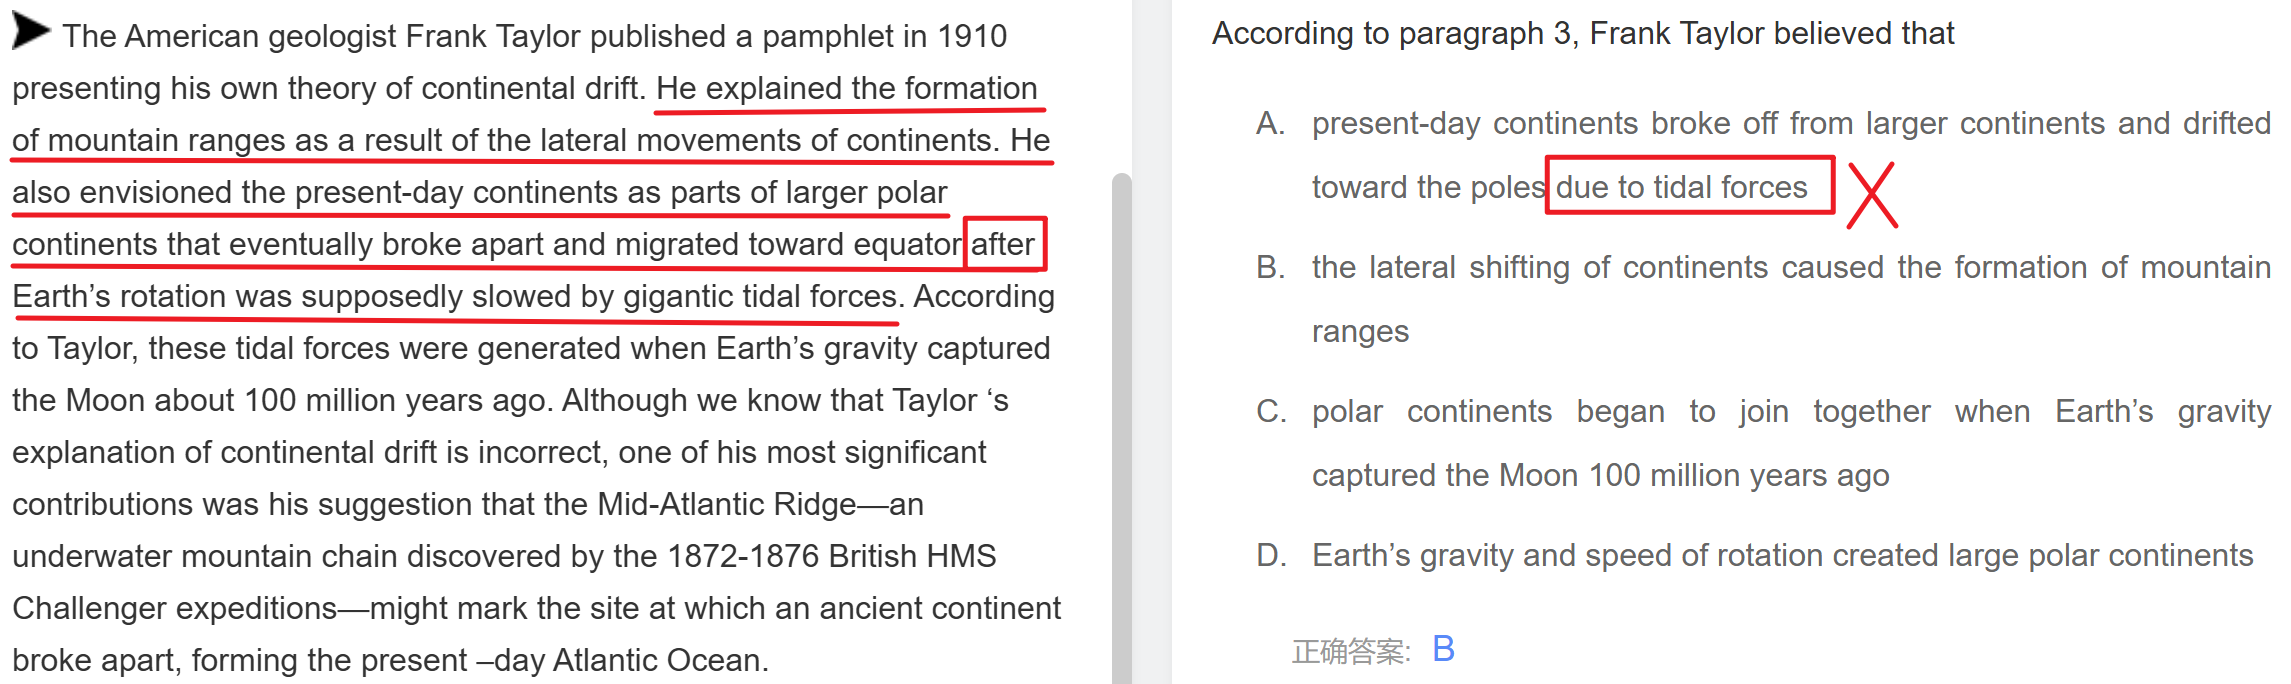 The American geologist Frank Taylor published a pamphlet in 1910
presenting his own theory of continental drift. He explained the formation
of mountain ranges as a result of the lateral movements of continents. He
also envisioned the present-day continents as parts of larger polar
continents that eventually broke apart and migrated toward equator after
Earth’s rotation was supposedly slowed by gigantic tidal forces. According
to Taylor, these tidal forces were generated when Earth’s gravity captured
the Moon about 100 million years ago. Although we know that Taylor ‘s
explanation of continental drift is incorrect, one of his most significant
contributions was his suggestion that the Mid-Atlantic Ridge—an
underwater mountain chain discovered by the 1872-1876 British HMS
Challenger expeditions—might mark the site at which an ancient continent
broke apart, forming the present –day Atlantic Ocean.
According to paragraph 3, Frank Taylor believed that
A. present-day continents broke off from larger continents and drifted
toward the poles due to tidal forces
B. the lateral shifting of continents caused the formation of mountain
ranges
C. polar continents began to join together when Earth’s gravity
captured the Moon 100 million years ago
D. Earth’s gravity and speed of rotation created large polar continents
正确答案: B